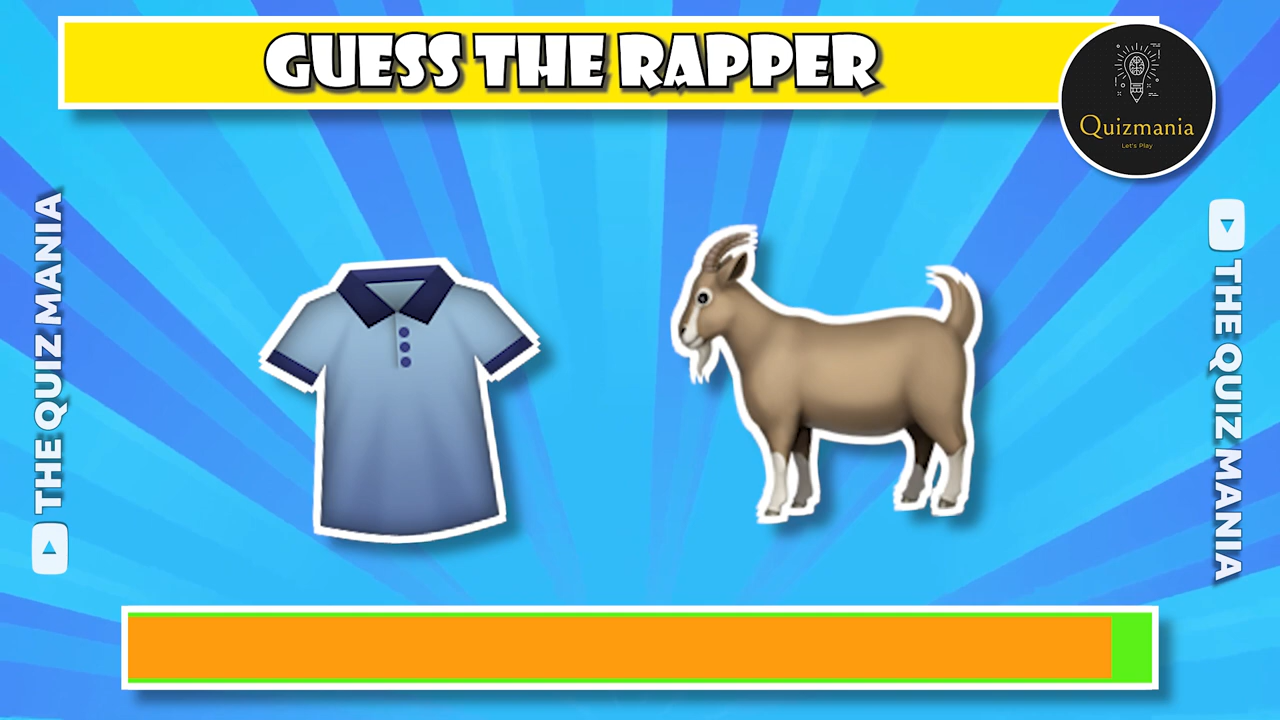 GUESS THE RAPPER
Quizmania
Let's Play
THE QUIZ MANIA
THE QUIZ MANIA